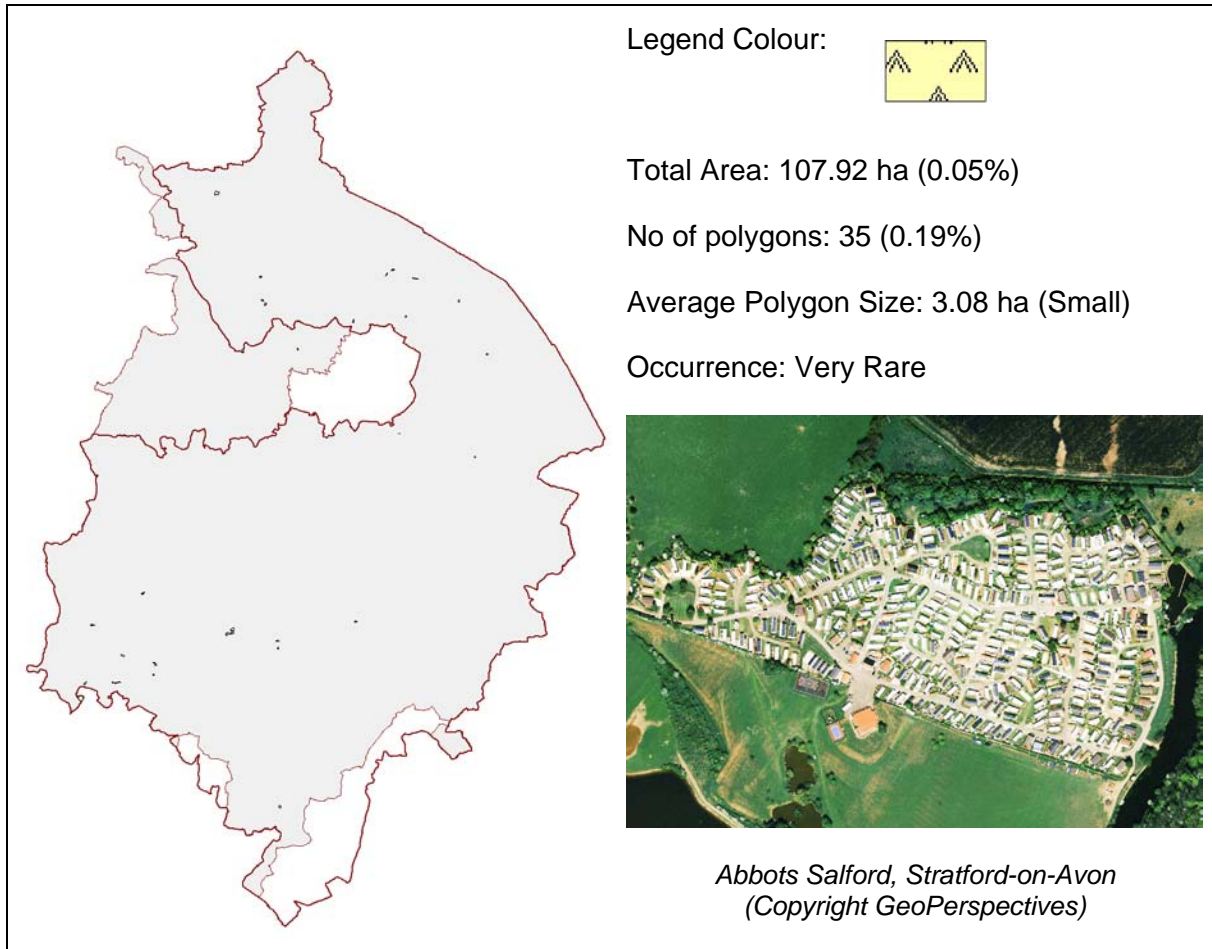 Legend Colour:
Total Area: 107.92 ha (0.05%)
No of polygons: 35 (0.19%)
Average Polygon Size: 3.08 ha (Small)
Occurrence: Very Rare
Abbots Salford, Stratford-on-Avon
(Copyright GeoPerspectives)